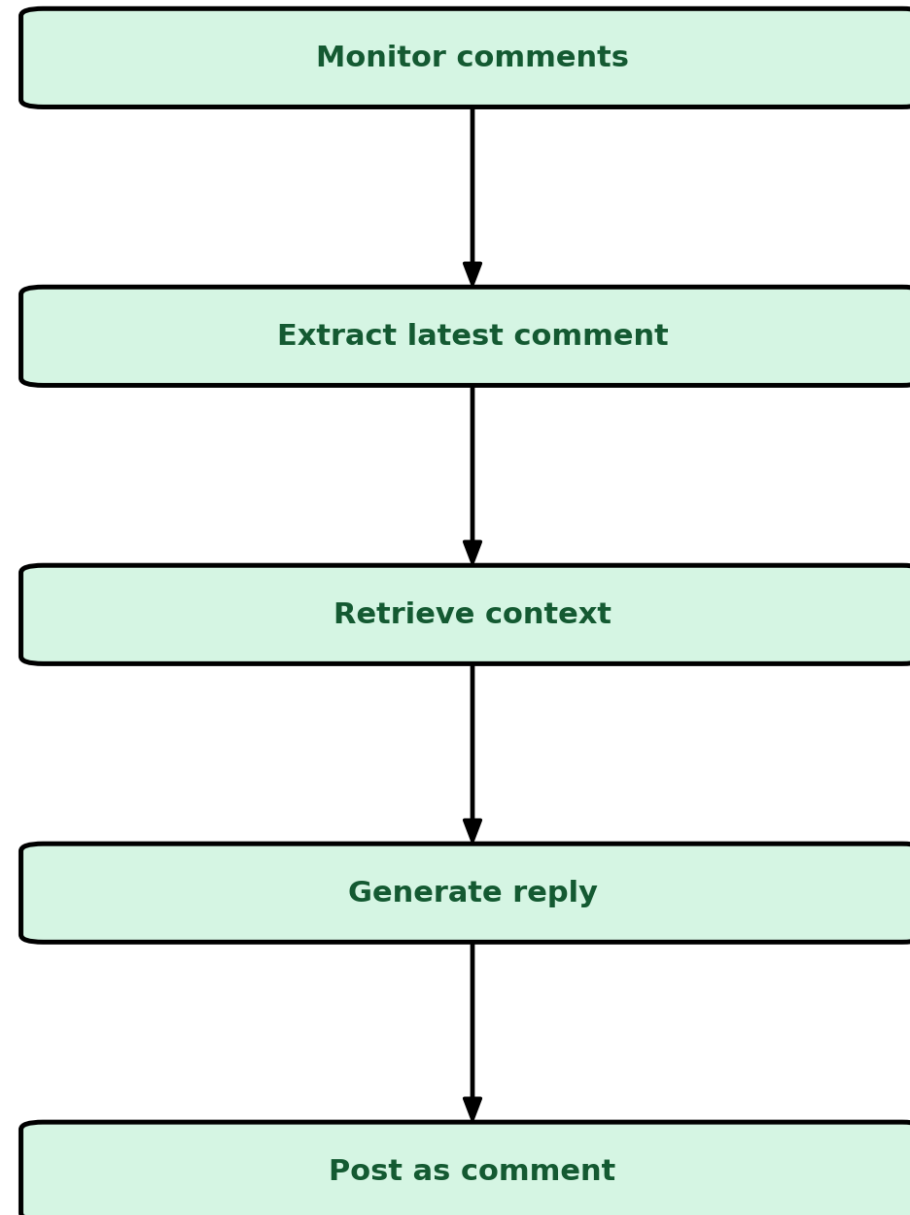 Monitor comments
Extract latest comment
Retrieve context
Generate reply
Post as comment